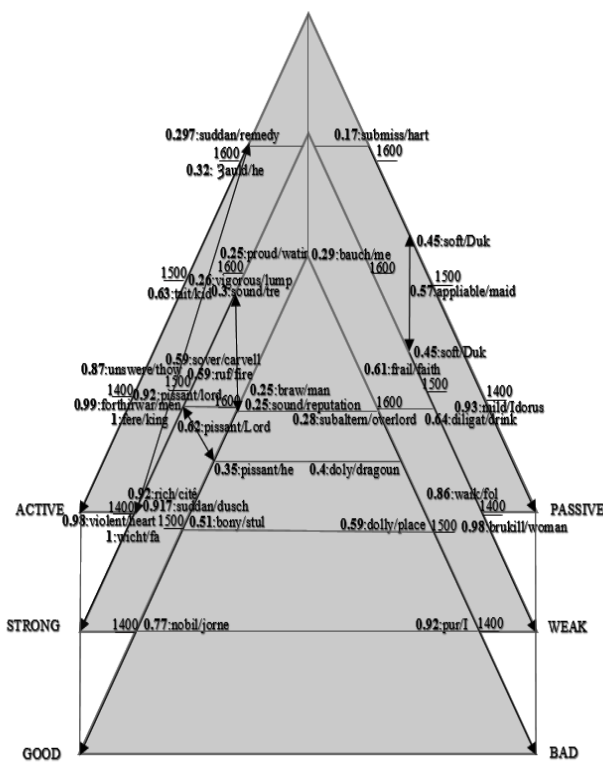 0.297:suddan/remedy 0.17:submiss/hart
1600 1600
0.32: Ȝauld/he
0.45:soft/Duk
0.25:proud/watir 0.29:bauch/me
1500 1600 1600 1500
0.26:vigorous/lump
0.63:tait/kid 0.3:sound/tre 0.57:appliable/maid
0.59:sover/carvell 0.45:soft/Duk
0.87:unswere/thow 0.59:ruf/fire 0.61:frail/faith
1400 1500 0.25:braw/man 1500 1400
0.92:pissant/lord
0.99:forthirwar/men 1600 0.25:sound/reputation 1600 0.93:mild/Idorus
1:fere/king 0.28:subaltern/overlord 0.64:diligat/drink
0.62:pissant/Lord
0.35:pissant/he 0.4:doly/dragoun
0.92:rich/cité 0.86:waik/fol
ACTIVE 1400 0.917:suddan/dusch 1400 PASSIVE
0.98:violent/heart 1500 0.51:bony/stul 0.59:dolly/place 1500 0.98:brukill/woman
1:wicht/fa
STRONG 1400 0.77:nobil/jorne 0.92:pur/I 1400 WEAK
GOOD BAD